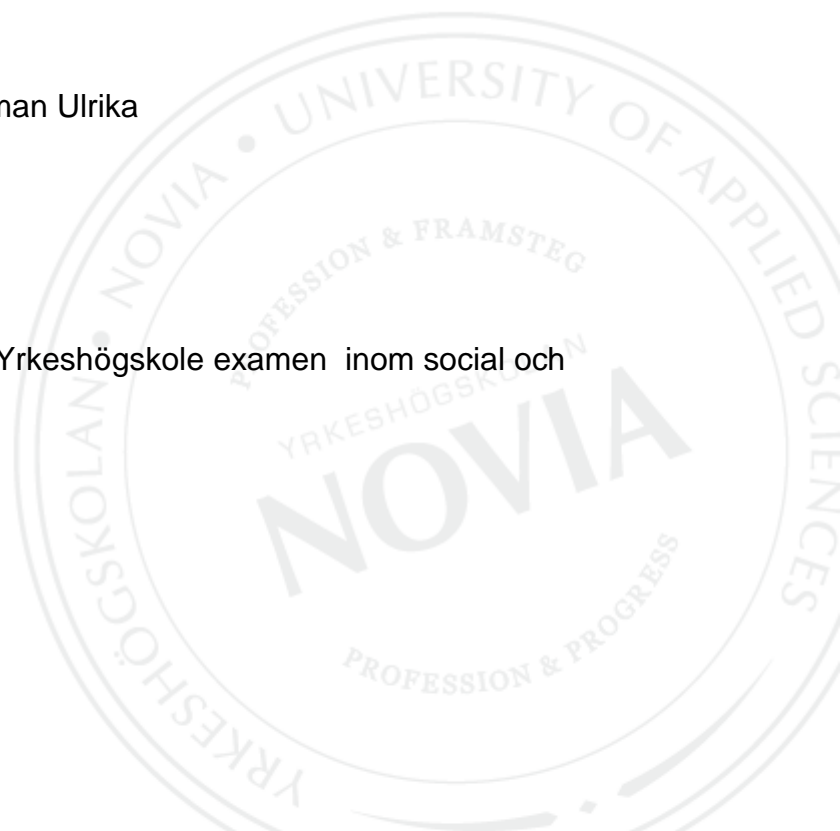 man Ulrika
Yrkeshögskole examen  inom social och
YRKESHÖGSKOLAN • NOVIA • UNIVERSITY OF APPLIED SCIENCES
PROFESSION & FRAMSTEG
YRKESHÖGSKOLAN
NOVIA
PROFESSION & PROGRESS